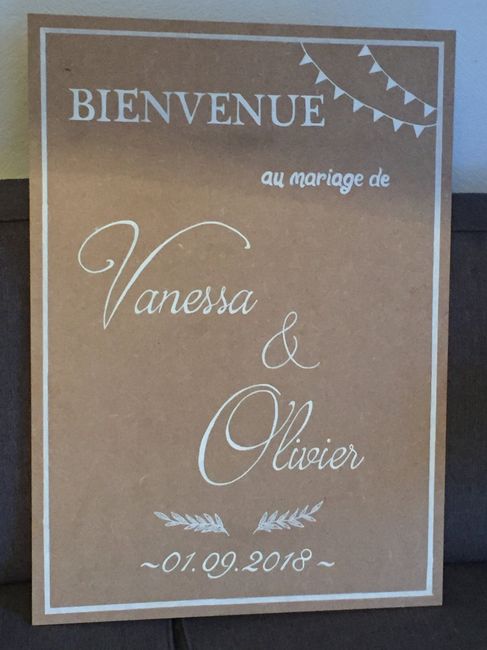 BIENVENUE
au mariage de
Vanessa
&
Olivier
~01.09.2018~